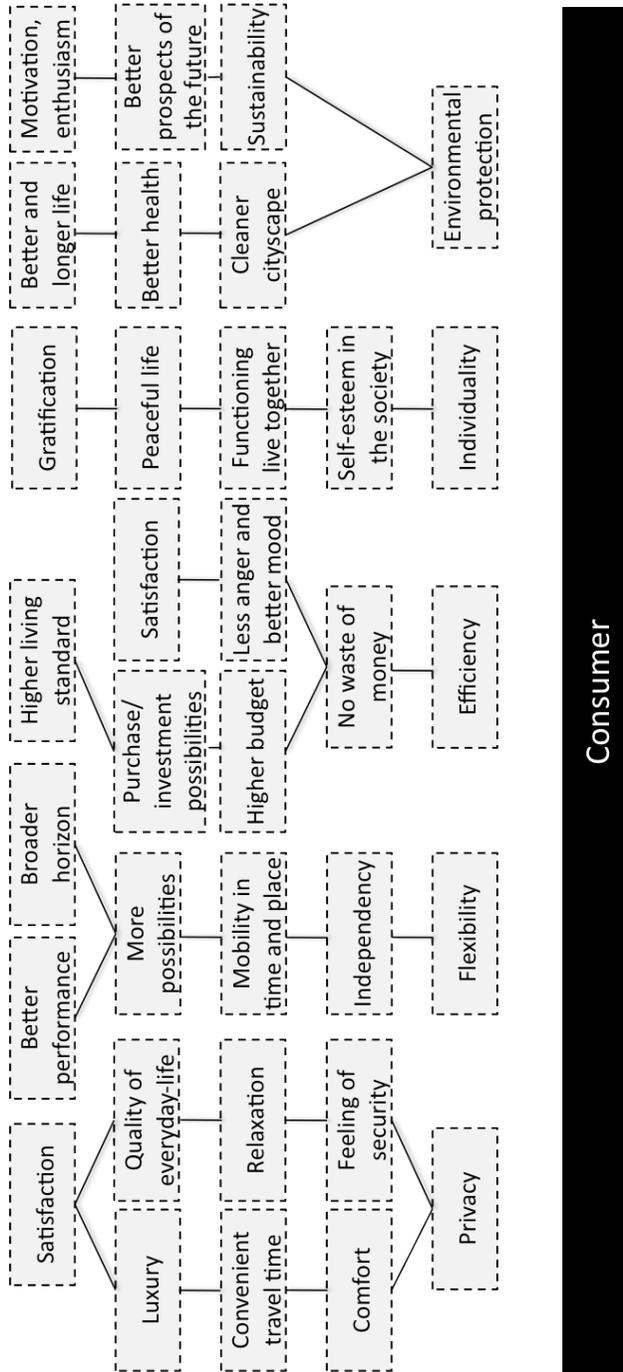 Satisfaction
Better
performance
Broader
horizon
Higher living
standard
Gratification
Better and
longer life
Motivation,
enthusiasm
Luxury
Quality of
everyday-life
More
possibilities
Purchase/
investment
possibilities
Satisfaction
Peaceful life
Better health
Better
prospects of
the future
Convenient
travel time
Relaxation
Mobility in
time and place
Higher budget
Less anger and
better mood
Functioning
live together
Cleaner
cityscape
Sustainability
Comfort
Feeling of
security
Independency
No waste of
money
Self-esteem in
the society
Privacy
Flexibility
Efficiency
Individuality
Environmental
protection
Consumer